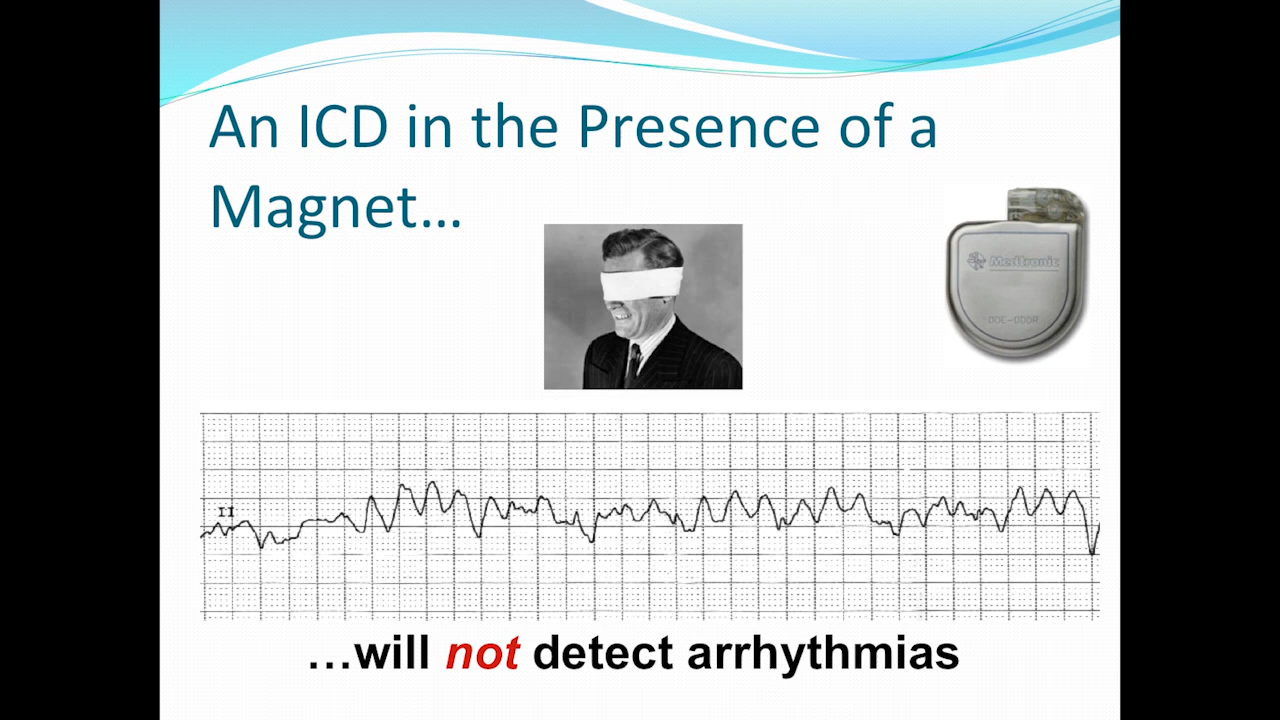 An ICD in the Presence of a
Magnet…
Medtronic
II
…will not detect arrhythmias